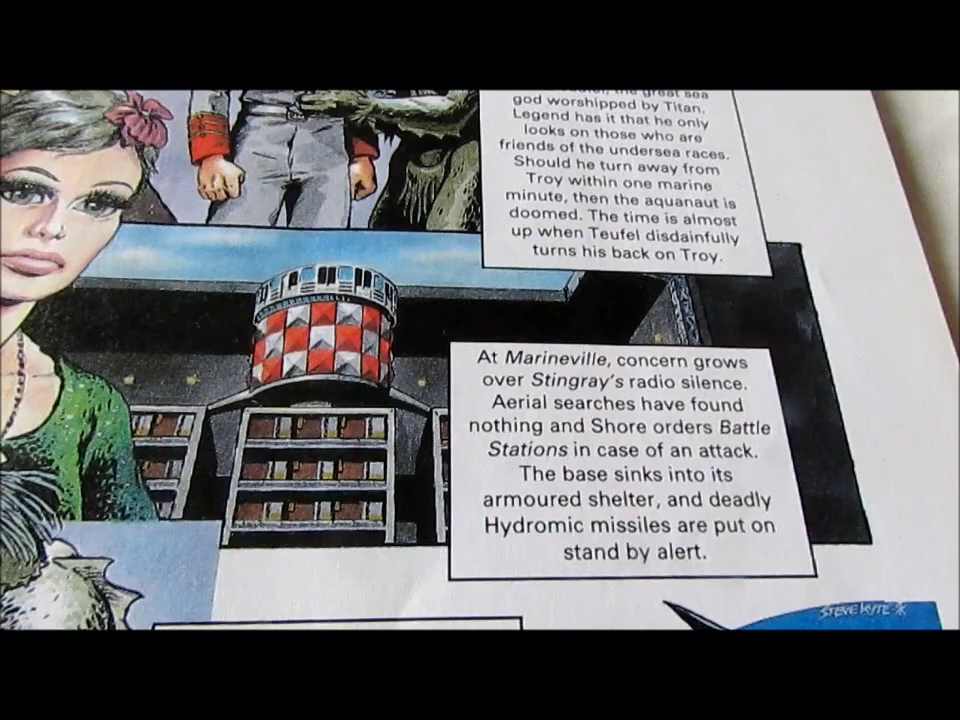 the great sea
god worshipped by Titan.
Legend has it that he only
looks on those who are
friends of the undersea races.
Should he turn away from
Troy within one marine
minute, then the aquanaut is
doomed. The time is almost
up when Teufel disdainfully
turns his back on Troy.
At Marineville, concern grows
over Stingray's radio silence.
Aerial searches have found
nothing and Shore orders Battle
Stations in case of an attack.
The base sinks into its
armoured shelter, and deadly
Hydromic missiles are put on
stand by alert.
STEVE KYTE